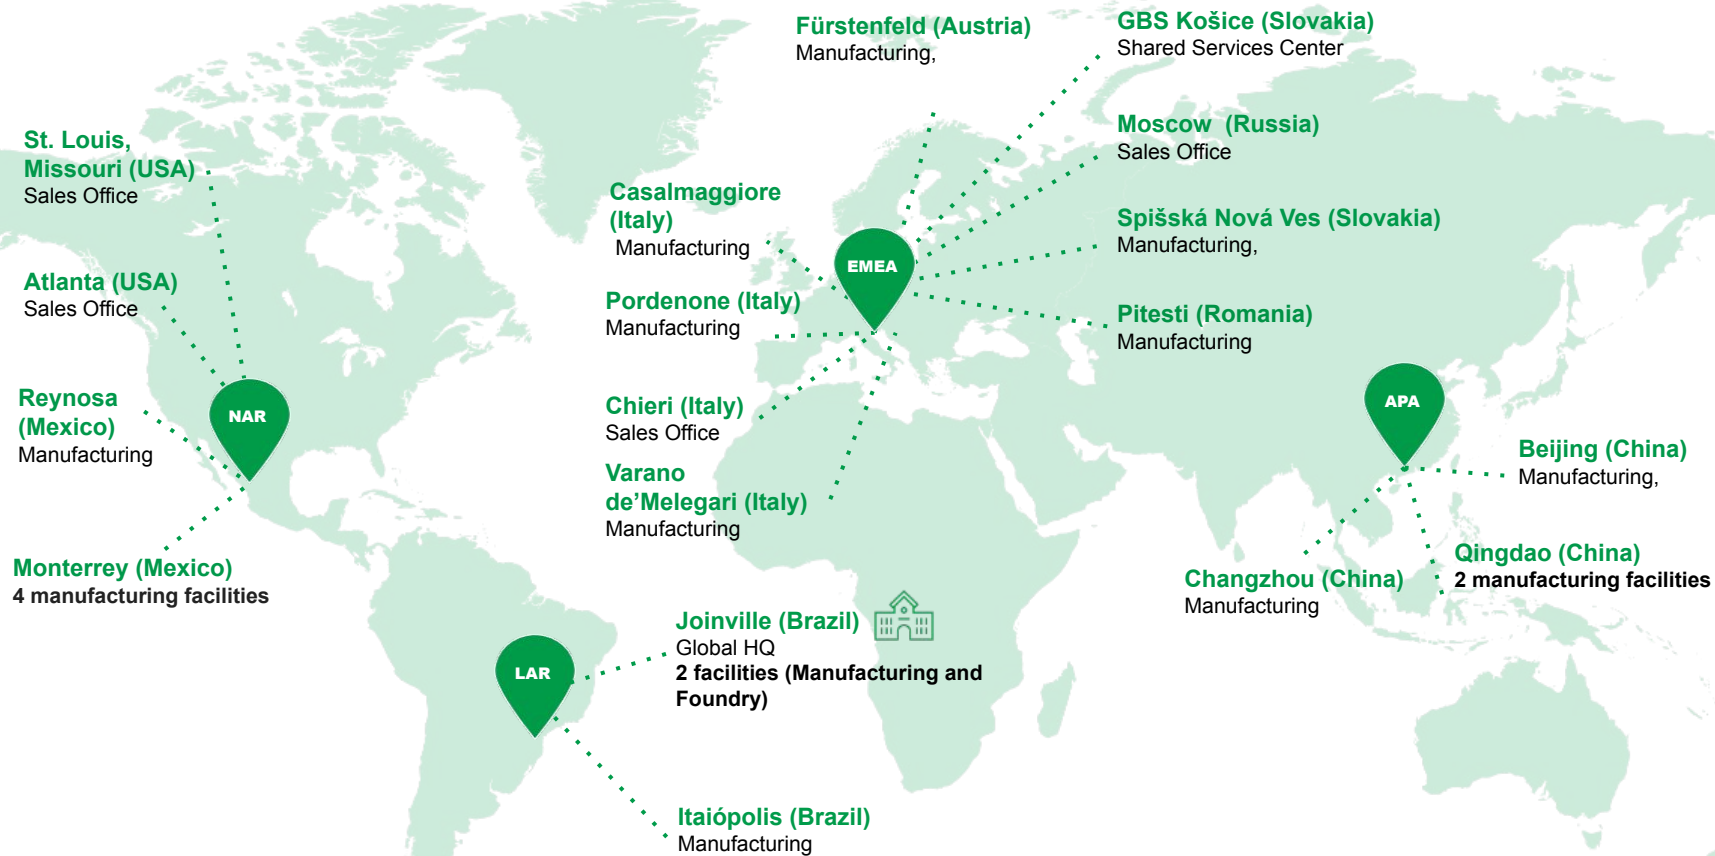 Fürstenfeld (Austria)
Manufacturing,
GBS Košice (Slovakia)
Shared Services Center
St. Louis,
Missouri (USA)
Sales Office
Moscow (Russia)
Sales Office
Casalmaggiore
(Italy)
Manufacturing
Spišská Nová Ves (Slovakia)
Manufacturing,
EMEA
Atlanta (USA)
Sales Office
Pordenone (Italy)
Manufacturing
Pitesti (Romania)
Manufacturing
Reynosa
(Mexico)
Manufacturing
NAR
Chieri (Italy)
Sales Office
APA
Beijing (China)
Manufacturing,
Varano
de’Melegari (Italy)
Manufacturing
Monterrey (Mexico)
4 manufacturing facilities
Changzhou (China)
Manufacturing
Qingdao (China)
2 manufacturing facilities
LAR
Joinville (Brazil)
Global HQ
2 facilities (Manufacturing and
Foundry)
Itaiópolis (Brazil)
Manufacturing